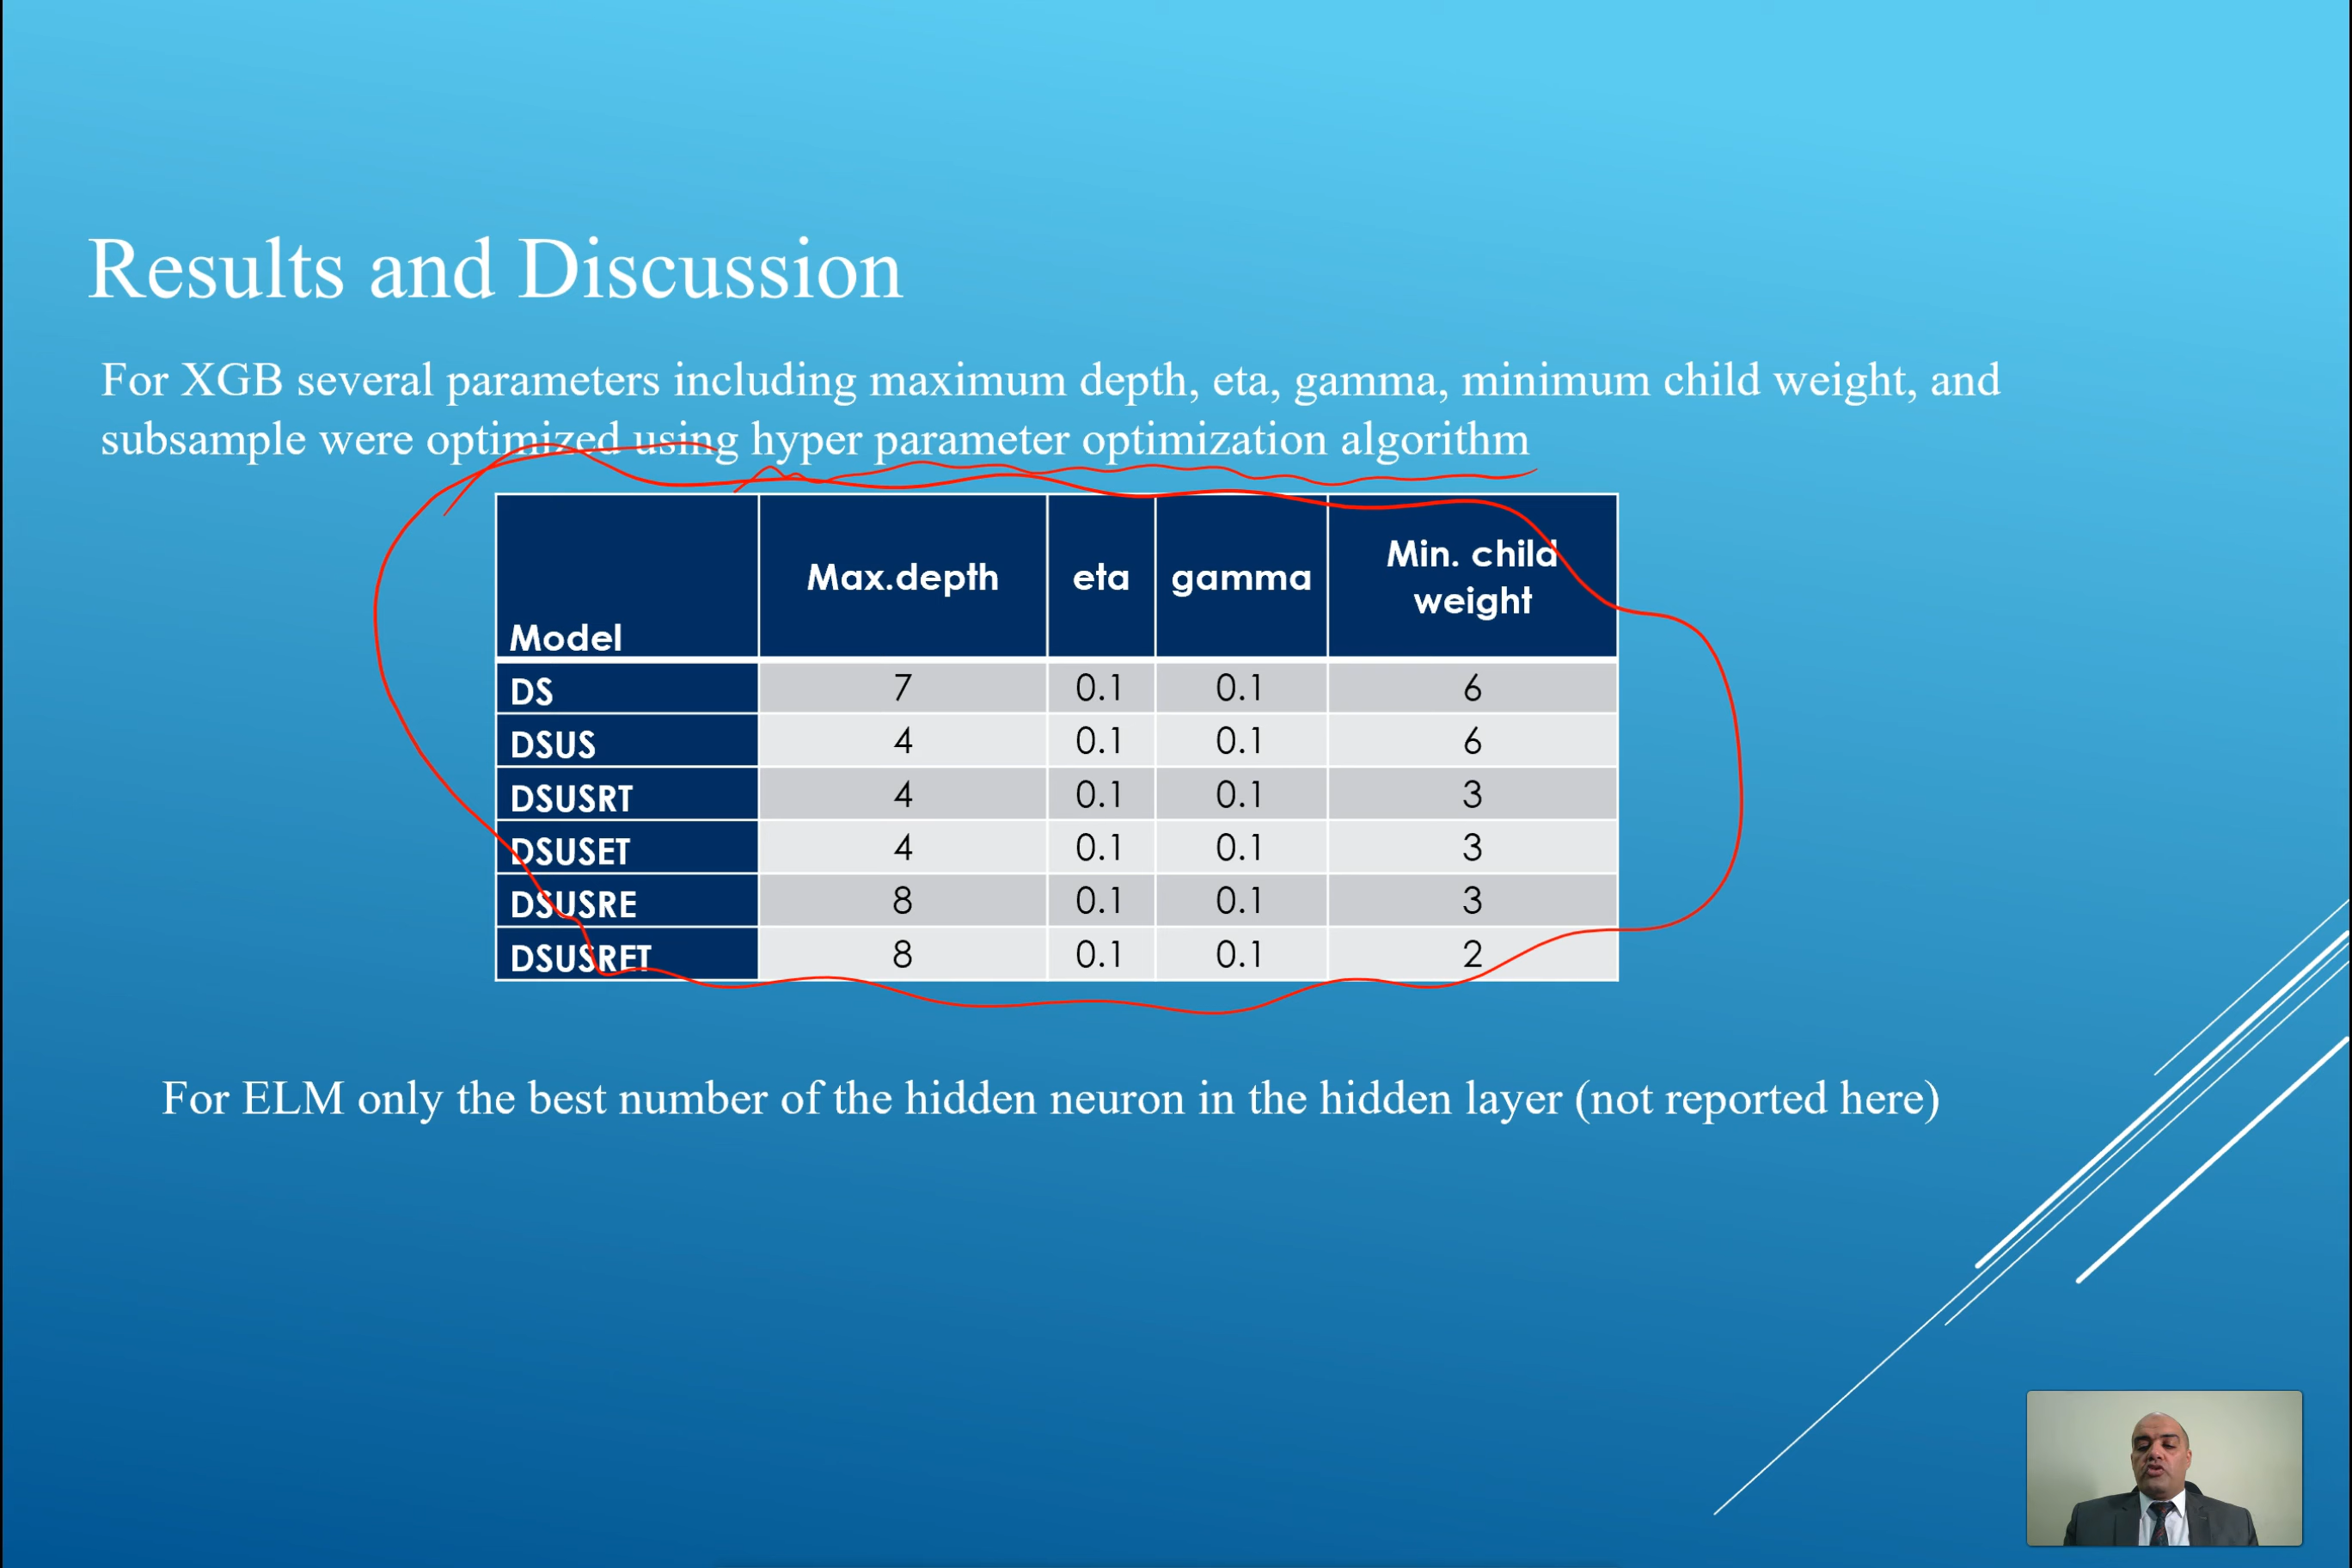 Results and Discussion
For XGB several parameters including maximum depth, eta, gamma, minimum child weight, and
subsample were optimized using hyper parameter optimization algorithm
Model Max.depth eta gamma Min. child weight
DS 7 0.1 0.1 6
DSUS 4 0.1 0.1 6
DSUSRT 4 0.1 0.1 3
DSUSET 4 0.1 0.1 3
DSUSRE 8 0.1 0.1 3
DSUSRET 8 0.1 0.1 2
For ELM only the best number of the hidden neuron in the hidden layer (not reported here)